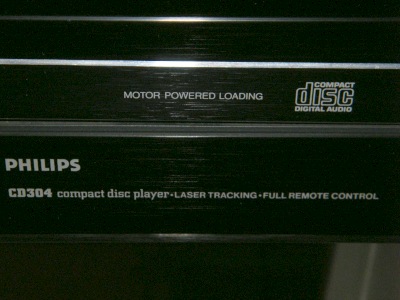 MOTOR POWERED LOADING
COMPACT
disc
DIGITAL AUDIO
PHILIPS
CD304 compact disc player•LASER TRACKING•FULL REMOTE CONTROL